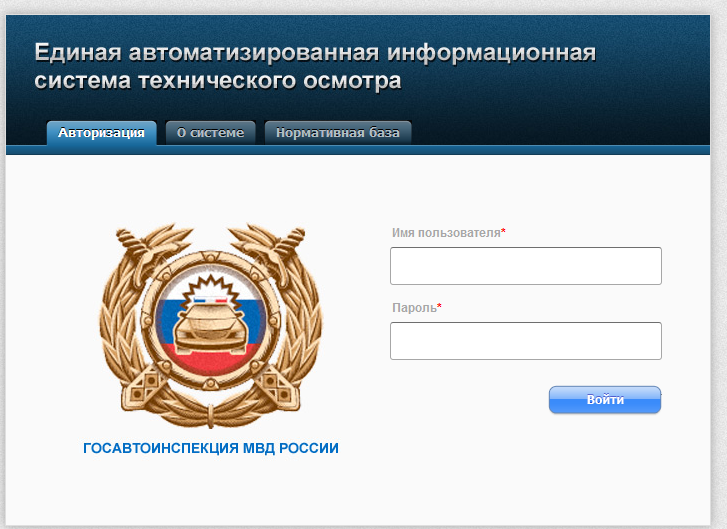 Единая автоматизированная информационная
система технического осмотра
Авторизация
О системе
Нормативная база
Имя пользователя*
Пароль*
Войти
ГОСАВТОИНСПЕКЦИЯ МВД РОССИИ